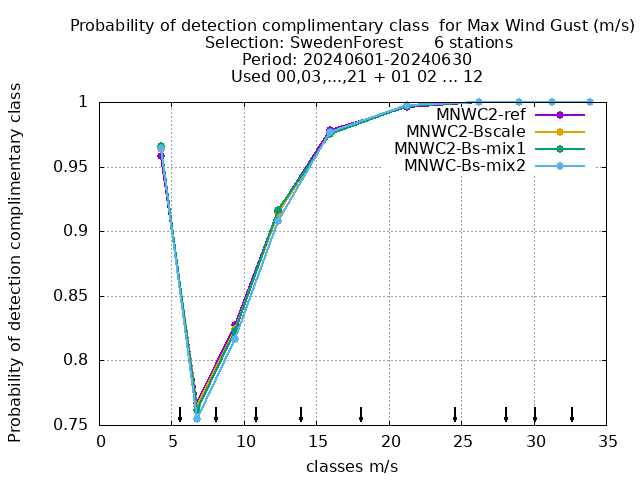 Probability of detection complimentary class  for Max Wind Gust (m/s)
Selection: SwedenForest      6 stations
Period: 20240601-20240630
Used 00,03,...,21 + 01 02 ... 12
Probability of detection complimentary class
1
0.95
0.9
0.85
0.8
0.75
MNWC2-ref
MNWC2-Bscale
MNWC2-Bs-mix1
MNWC-Bs-mix2
0 5 10 15 20 25 30 35
classes m/s